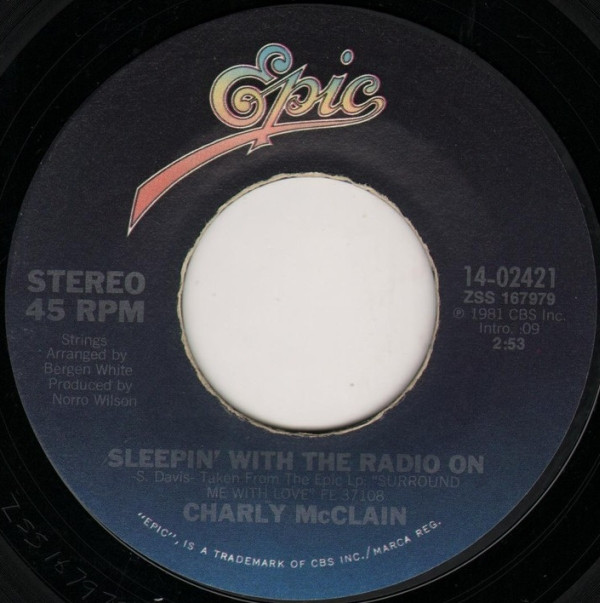 Epic
STEREO
45 RPM
Strings
Arranged by
Bergen White
Produced by
Norro Wilson
14-02421
ZSS 167979
℗ 1981 CBS Inc.
Intro. :09
2:53
SLEEPIN' WITH THE RADIO ON
-S. Davis- Taken From The Epic Lp. "SURROUND
ME WITH LOVE" FE 37108
CHARLY McCLAIN
"EPIC", IS A TRADEMARK OF CBS INC./MARCA REG.